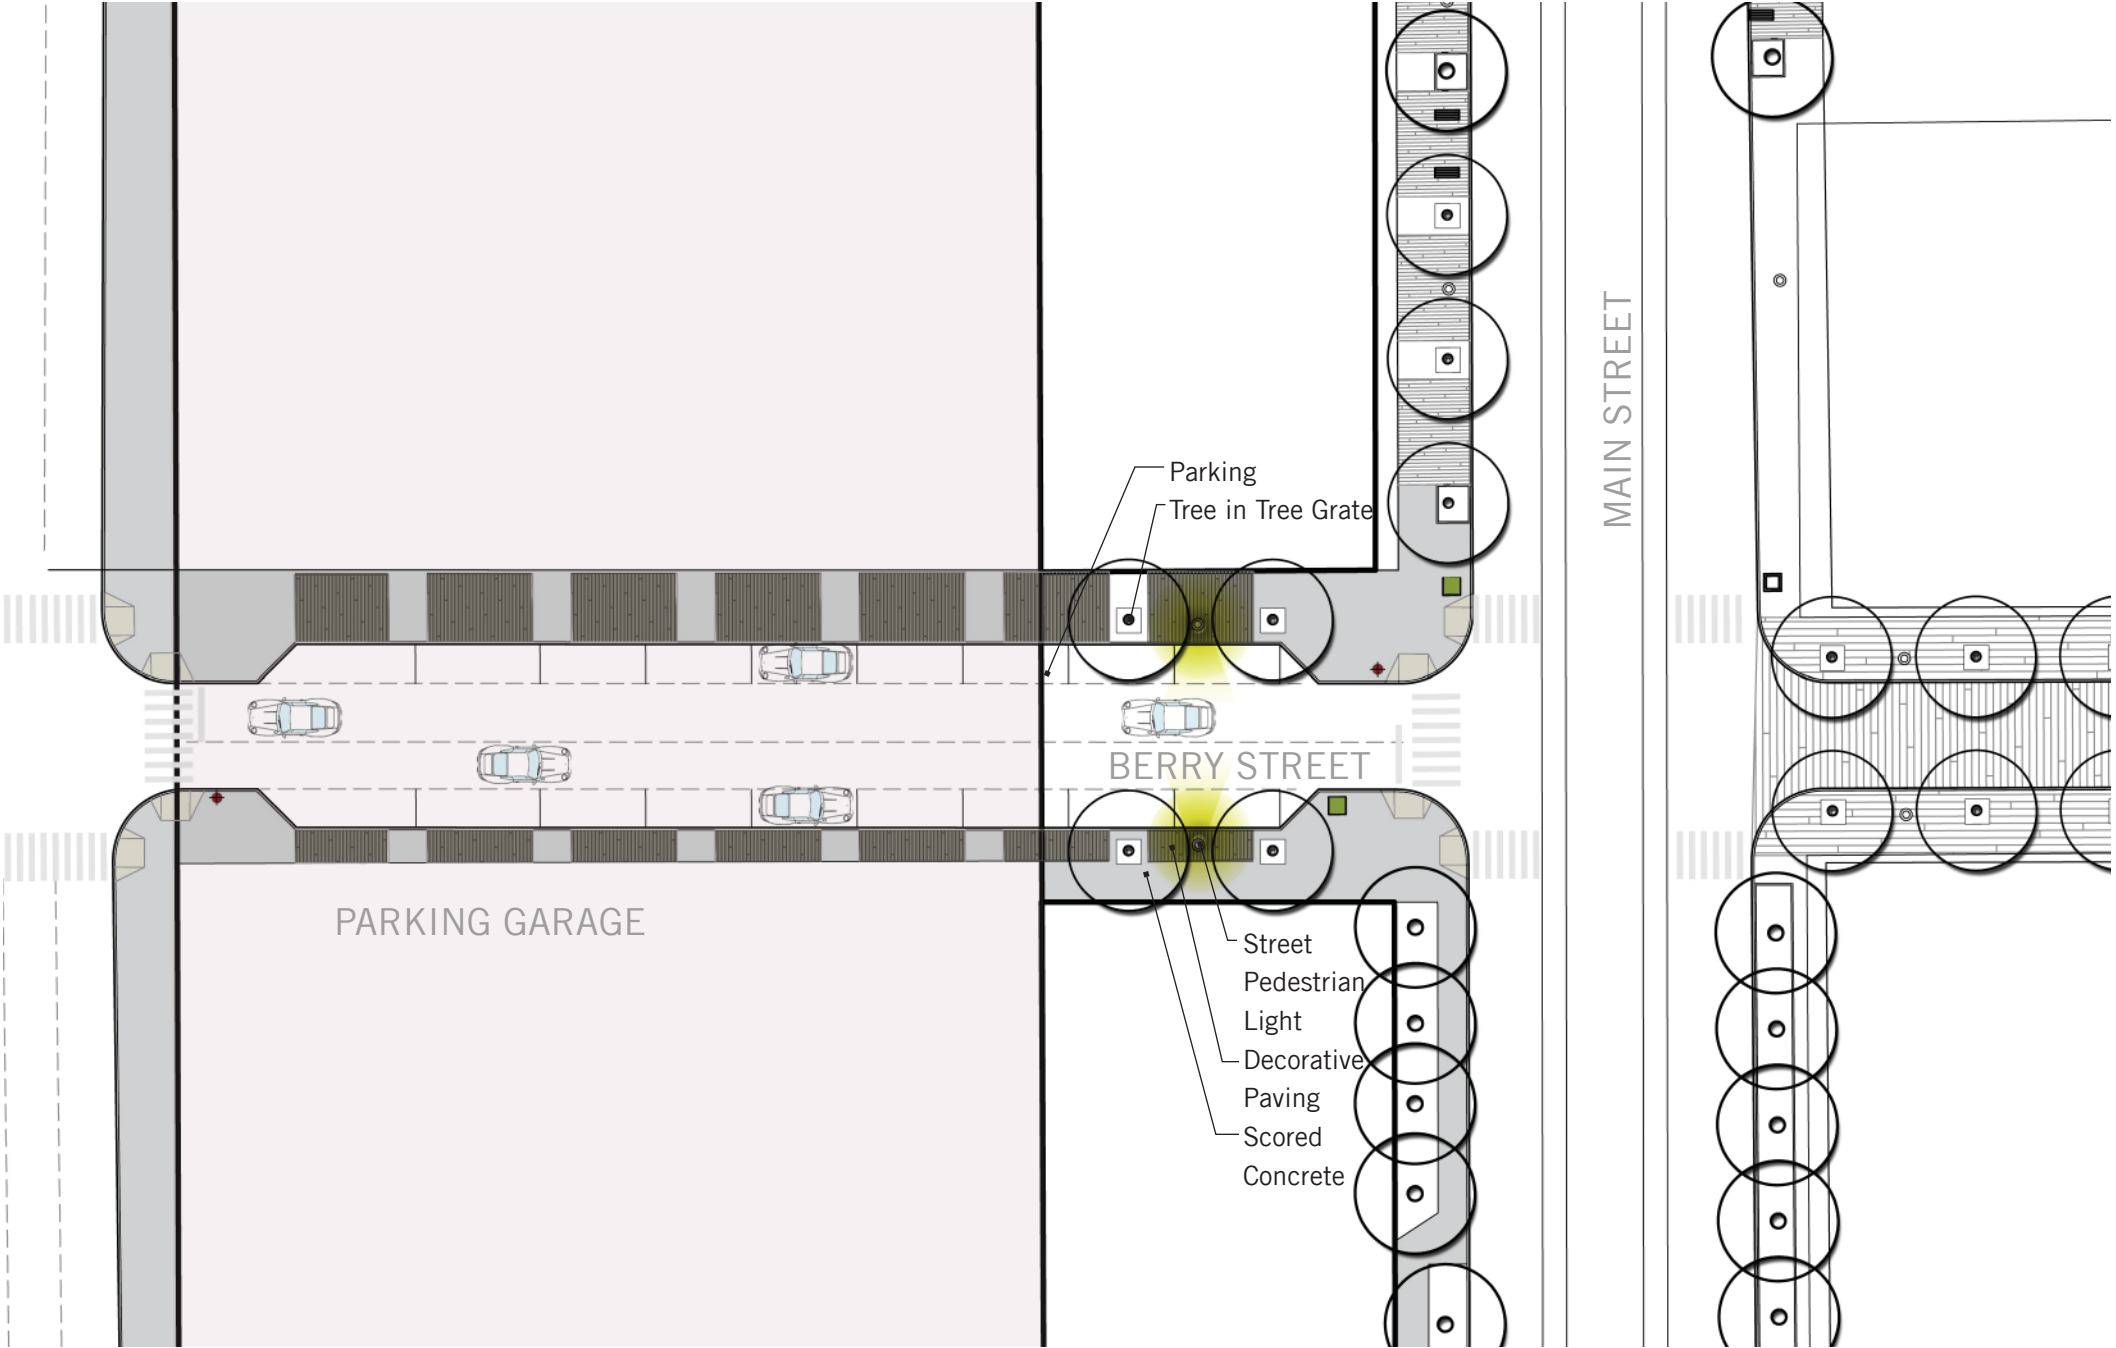 Parking
Tree in Tree Grate
MAIN STREET
BERRY STREET
PARKING GARAGE
Street
Pedestrian
Light
Decorative
Paving
Scored
Concrete